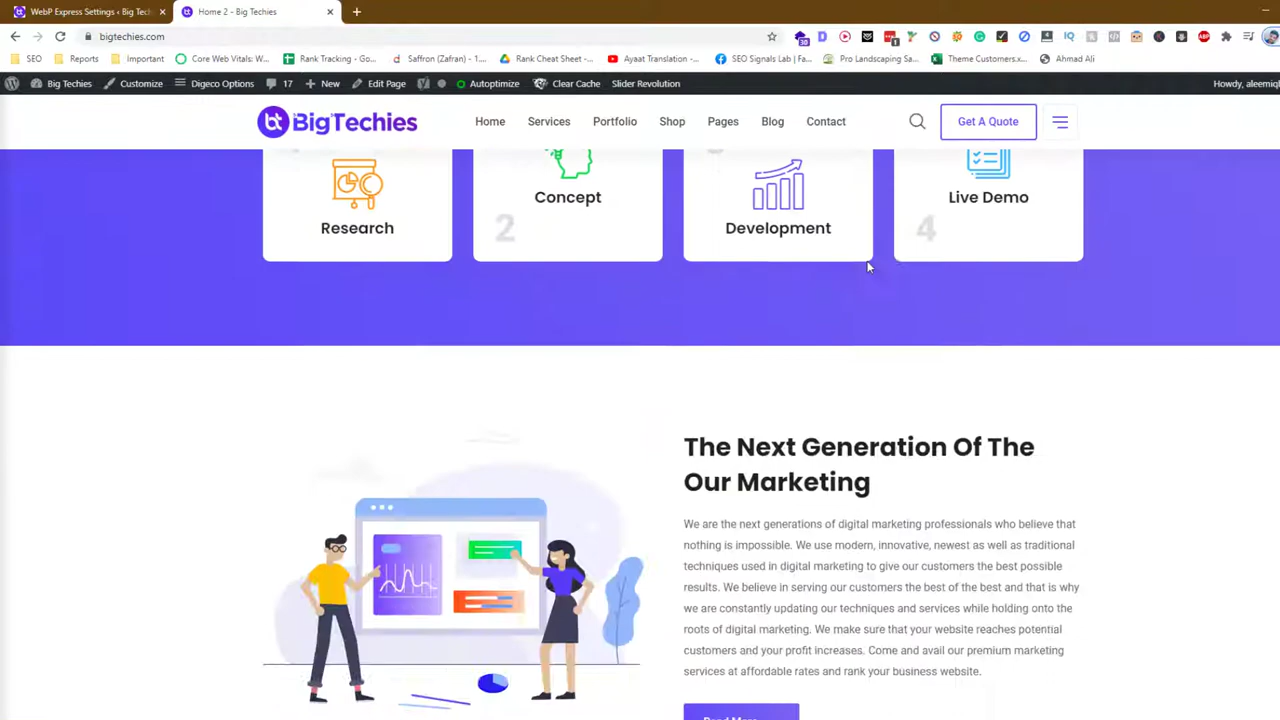 WebP Express Settings ‹ Big Tech
Home 2 - Big Techies
bigtechies.com
SEO
Reports
Important
Core Web Vitals: W...
Rank Tracking - Go...
Saffron (Zafran) - 1....
Rank Cheat Sheet -...
Ayaat Translation -...
SEO Signals Lab | Fa...
Pro Landscaping Sa...
Theme Customers.x...
Ahmad Ali
Big Techies
Customize
Digeco Options
17
New
Edit Page
Autoptimize
Clear Cache
Slider Revolution
Howdy, aleemiql
bt BigTechies
Home
Services
Portfolio
Shop
Pages
Blog
Contact
Get A Quote
Research
2
Concept
Development
4
Live Demo
The Next Generation Of The
Our Marketing
We are the next generations of digital marketing professionals who believe that
nothing is impossible. We use modern, innovative, newest as well as traditional
techniques used in digital marketing to give our customers the best possible
results. We believe in serving our customers the best of the best and that is why
we are constantly updating our techniques and services while holding onto the
roots of digital marketing. We make sure that your website reaches potential
customers and your profit increases. Come and avail our premium marketing
services at affordable rates and rank your business website.
Read More